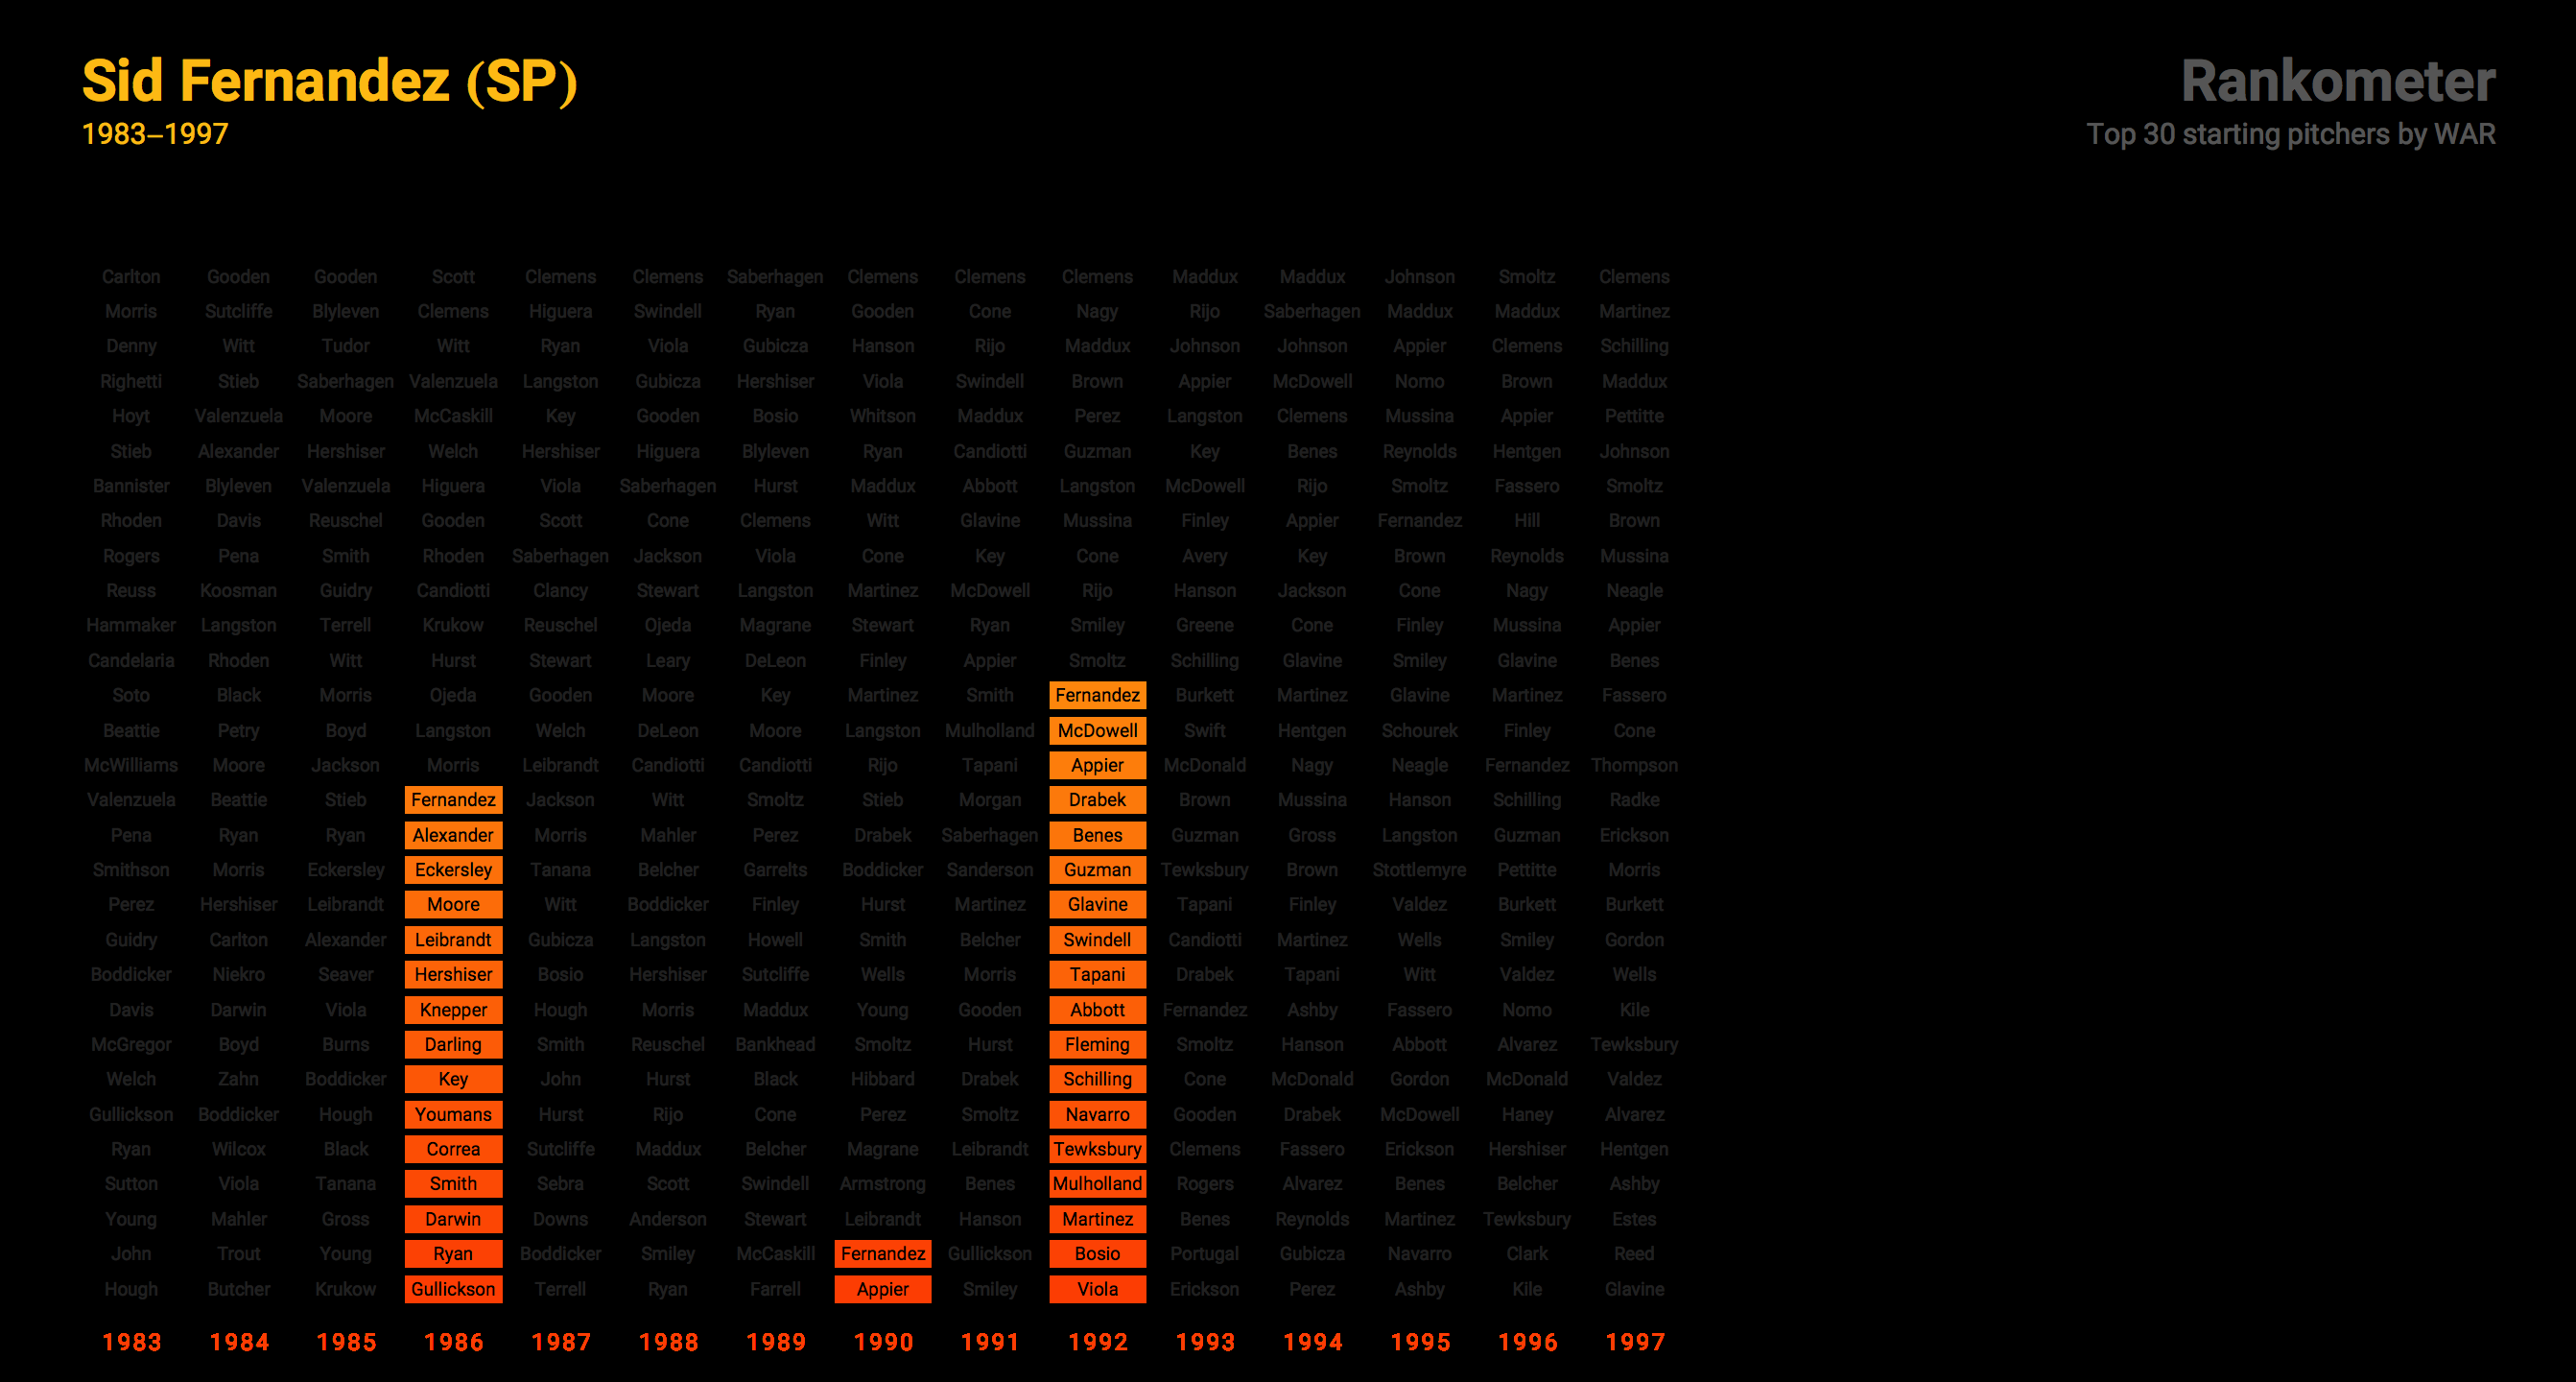 Sid Fernandez (SP)
1983–1997
Rankometer
Top 30 starting pitchers by WAR
Carlton Gooden Gooden Scott Clemens Clemens Saberhagen Clemens Clemens Clemens Maddux Maddux Johnson Smoltz Clemens
Morris Sutcliffe Blyleven Clemens Higuera Swindell Ryan Gooden Cone Nagy Rijo Saberhagen Maddux Maddux Martinez
Denny Witt Tudor Witt Ryan Viola Gubicza Hanson Rijo Maddux Johnson Johnson Appier Clemens Schilling
Righetti Stieb Saberhagen Valenzuela Langston Gubicza Hershiser Viola Swindell Brown Appier McDowell Nomo Brown Maddux
Hoyt Valenzuela Moore McCaskill Key Gooden Bosio Whitson Maddux Perez Langston Clemens Mussina Appier Pettitte
Stieb Alexander Hershiser Welch Hershiser Higuera Blyleven Ryan Candiotti Guzman Key Benes Reynolds Hentgen Johnson
Bannister Blyleven Valenzuela Higuera Viola Saberhagen Hurst Maddux Abbott Langston McDowell Rijo Smoltz Fassero Smoltz
Rhoden Davis Reuschel Gooden Scott Cone Clemens Witt Glavine Mussina Finley Appier Fernandez Hill Brown
Rogers Pena Smith Rhoden Saberhagen Jackson Viola Cone Key Cone Avery Key Brown Reynolds Mussina
Reuss Koosman Guidry Candiotti Clancy Stewart Langston Martinez McDowell Rijo Hanson Jackson Cone Nagy Neagle
Hammaker Langston Terrell Krukow Reuschel Ojeda Magrane Stewart Ryan Smiley Greene Cone Finley Mussina Appier
Candelaria Rhoden Witt Hurst Stewart Leary DeLeon Finley Appier Smoltz Schilling Glavine Smiley Glavine Benes
Soto Black Morris Ojeda Gooden Moore Key Martinez Smith Fernandez Burkett Martinez Glavine Martinez Fassero
Beattie Petry Boyd Langston Welch DeLeon Moore Langston Mulholland McDowell Swift Hentgen Schourek Finley Cone
McWilliams Moore Jackson Morris Leibrandt Candiotti Candiotti Rijo Tapani Appier McDonald Nagy Neagle Fernandez Thompson
Valenzuela Beattie Stieb Fernandez Jackson Witt Smoltz Stieb Morgan Drabek Brown Mussina Hanson Schilling Radke
Pena Ryan Ryan Alexander Morris Mahler Perez Drabek Saberhagen Benes Guzman Gross Langston Guzman Erickson
Smithson Morris Eckersley Eckersley Tanana Belcher Garrelts Boddicker Sanderson Guzman Tewksbury Brown Stottlemyre Pettitte Morris
Perez Hershiser Leibrandt Moore Witt Boddicker Finley Hurst Martinez Glavine Tapani Finley Valdez Burkett Burkett
Guidry Carlton Alexander Leibrandt Gubicza Langston Howell Smith Belcher Swindell Candiotti Martinez Wells Smiley Gordon
Boddicker Niekro Seaver Hershiser Bosio Hershiser Sutcliffe Wells Morris Tapani Drabek Tapani Witt Valdez Wells
Davis Darwin Viola Knepper Hough Morris Maddux Young Gooden Abbott Fernandez Ashby Fassero Nomo Kile
McGregor Boyd Burns Darling Smith Reuschel Bankhead Smoltz Hurst Fleming Smoltz Hanson Abbott Alvarez Tewksbury
Welch Zahn Boddicker Key John Hurst Black Hibbard Drabek Schilling Cone McDonald Gordon McDonald Valdez
Gullickson Boddicker Hough Youmans Hurst Rijo Cone Perez Smoltz Navarro Gooden Drabek McDowell Haney Alvarez
Ryan Wilcox Black Correa Sutcliffe Maddux Belcher Magrane Leibrandt Tewksbury Clemens Fassero Erickson Hershiser Hentgen
Sutton Viola Tanana Smith Sebra Scott Swindell Armstrong Benes Mulholland Rogers Alvarez Benes Belcher Ashby
Young Mahler Gross Darwin Downs Anderson Stewart Leibrandt Hanson Martinez Benes Reynolds Martinez Tewksbury Estes
John Trout Young Ryan Boddicker Smiley McCaskill Fernandez Gullickson Bosio Portugal Gubicza Navarro Clark Reed
Hough Butcher Krukow Gullickson Terrell Ryan Farrell Appier Smiley Viola Erickson Perez Ashby Kile Glavine
1983 1984 1985 1986 1987 1988 1989 1990 1991 1992 1993 1994 1995 1996 1997